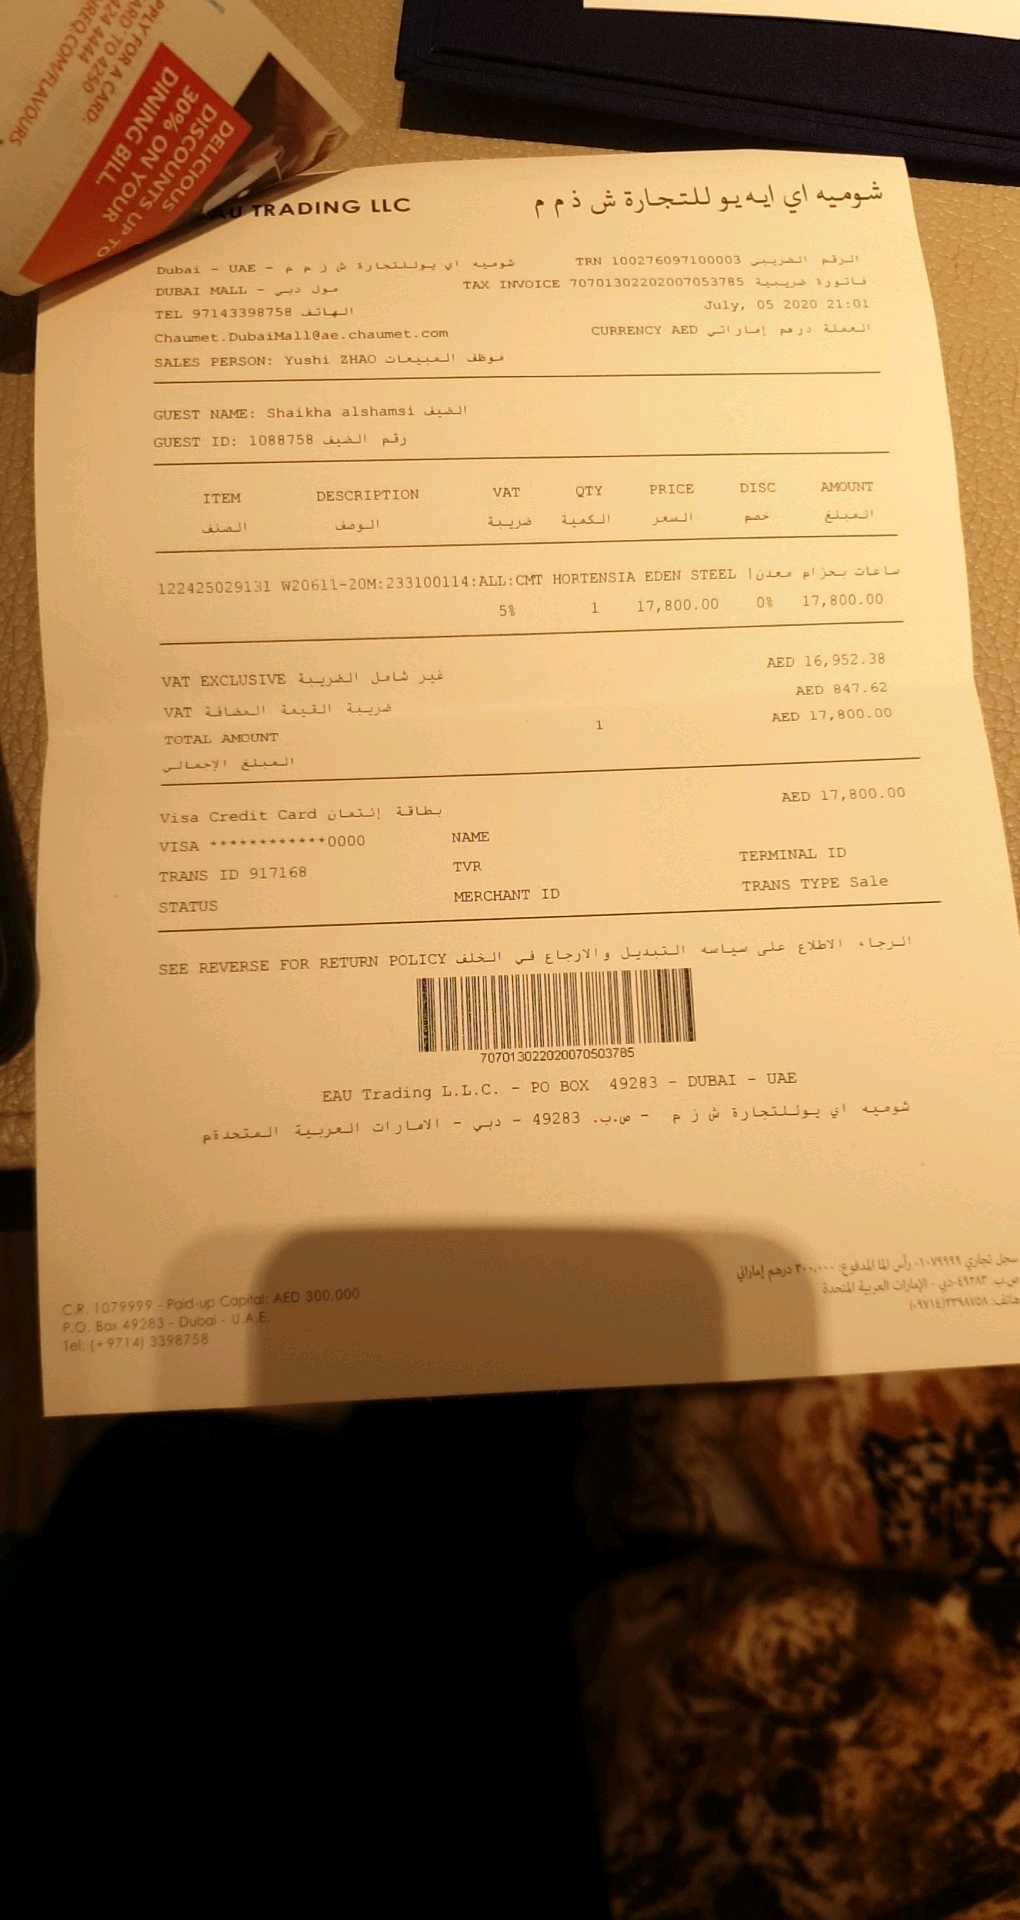 PPLY FOR A CARD:
CARD TO 4250
424 4444
IREQ.COM/FLAVOURS
DELICIOUS
DISCOUNTS UP TO
30% ON YOUR
DINING BILL
EAU TRADING LLC شوميه اي ايه يو للتجارة ش ذ م م
Dubai - UAE - شوميه اي يوللتجارة ش ز م م
TRN 100276097100003 الرقم الضريبي
DUBAI MALL - مول دبي
TAX INVOICE 707013022020070503785 فاتورة ضريبية
TEL 97143398758 الهاتف
July, 05 2020 21:01
Chaumet.DubaiMall@ae.chaumet.com
CURRENCY AED العملة درهم إماراتي
SALES PERSON: Yushi ZHAO موظف المبيعات
GUEST NAME: Shaikha alshamsi الضيف
GUEST ID: 1088758 رقم الضيف
ITEM DESCRIPTION VAT QTY PRICE DISC AMOUNT
الصنف الوصف ضريبة الكمية السعر خصم المبلغ
122425029131 W20611-20M:233100114:ALL:CMT HORTENSIA EDEN STEEL |ساعات بحزام معدن
5% 1 17,800.00 0% 17,800.00
VAT EXCLUSIVE غير شامل الضريبة AED 16,952.38
VAT ضريبة القيمة المضافة AED 847.62
TOTAL AMOUNT 1 AED 17,800.00
المبلغ الإجمالي
Visa Credit Card بطاقة إئتمان AED 17,800.00
VISA ************0000 NAME
TRANS ID 917168 TVR TERMINAL ID
STATUS MERCHANT ID TRANS TYPE Sale
SEE REVERSE FOR RETURN POLICY الرجاء الاطلاع على سياسه التبديل والارجاع في الخلف
707013022020070503785
EAU Trading L.L.C. - PO BOX 49283 - DUBAI - UAE
شوميه اي يوللتجارة ش ز م - ص.ب. 49283 - دبي - الامارات العربية المتحدةم
C.R. 1079999 - Paid-up Capital: AED 300,000
P.O. Box 49283 - Dubai - U.A.E.
Tel: (+9714) 3398758
سجل تجاري ١٠٧٩٩٩٩- رأس الما المدفوع: ٣٠٠,٠٠٠ درهم إماراتي
ص.ب. ٤٩٢٨٣-دبي - الإمارات العربية المتحدة
هاتف: ٣٣٩٨٧٥٨(٩٧١٤+)